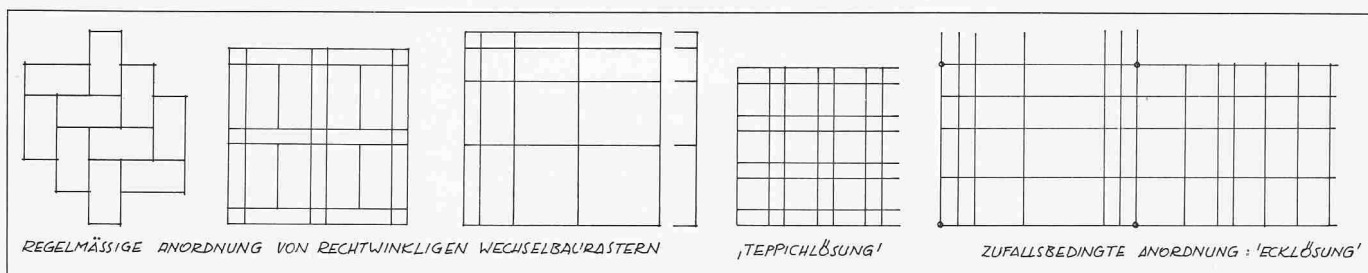 REGELMÄSSIGE ANORDNUNG VON RECHTWINKLIGEN WECHSELBAURASTERN
‚TEPPICHLÖSUNG'
ZUFALLSBEDINGTE ANORDNUNG : 'ECKLÖSUNG'